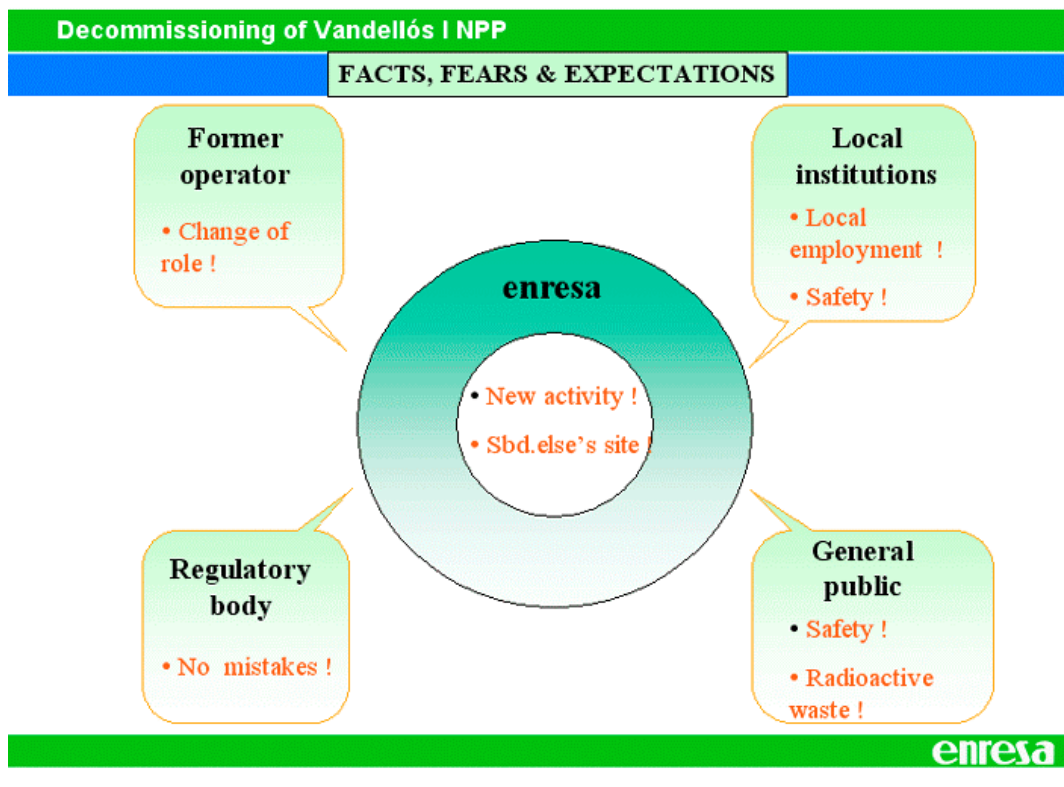 Decommissioning of Vandellós I NPP
FACTS, FEARS & EXPECTATIONS
Former
operator
• Change of
role !
Local
institutions
• Local
employment !
• Safety !
enresa
• New activity !
• Sbd.else's site !
Regulatory
body
• No mistakes !
General
public
• Safety !
• Radioactive
waste !
enresa